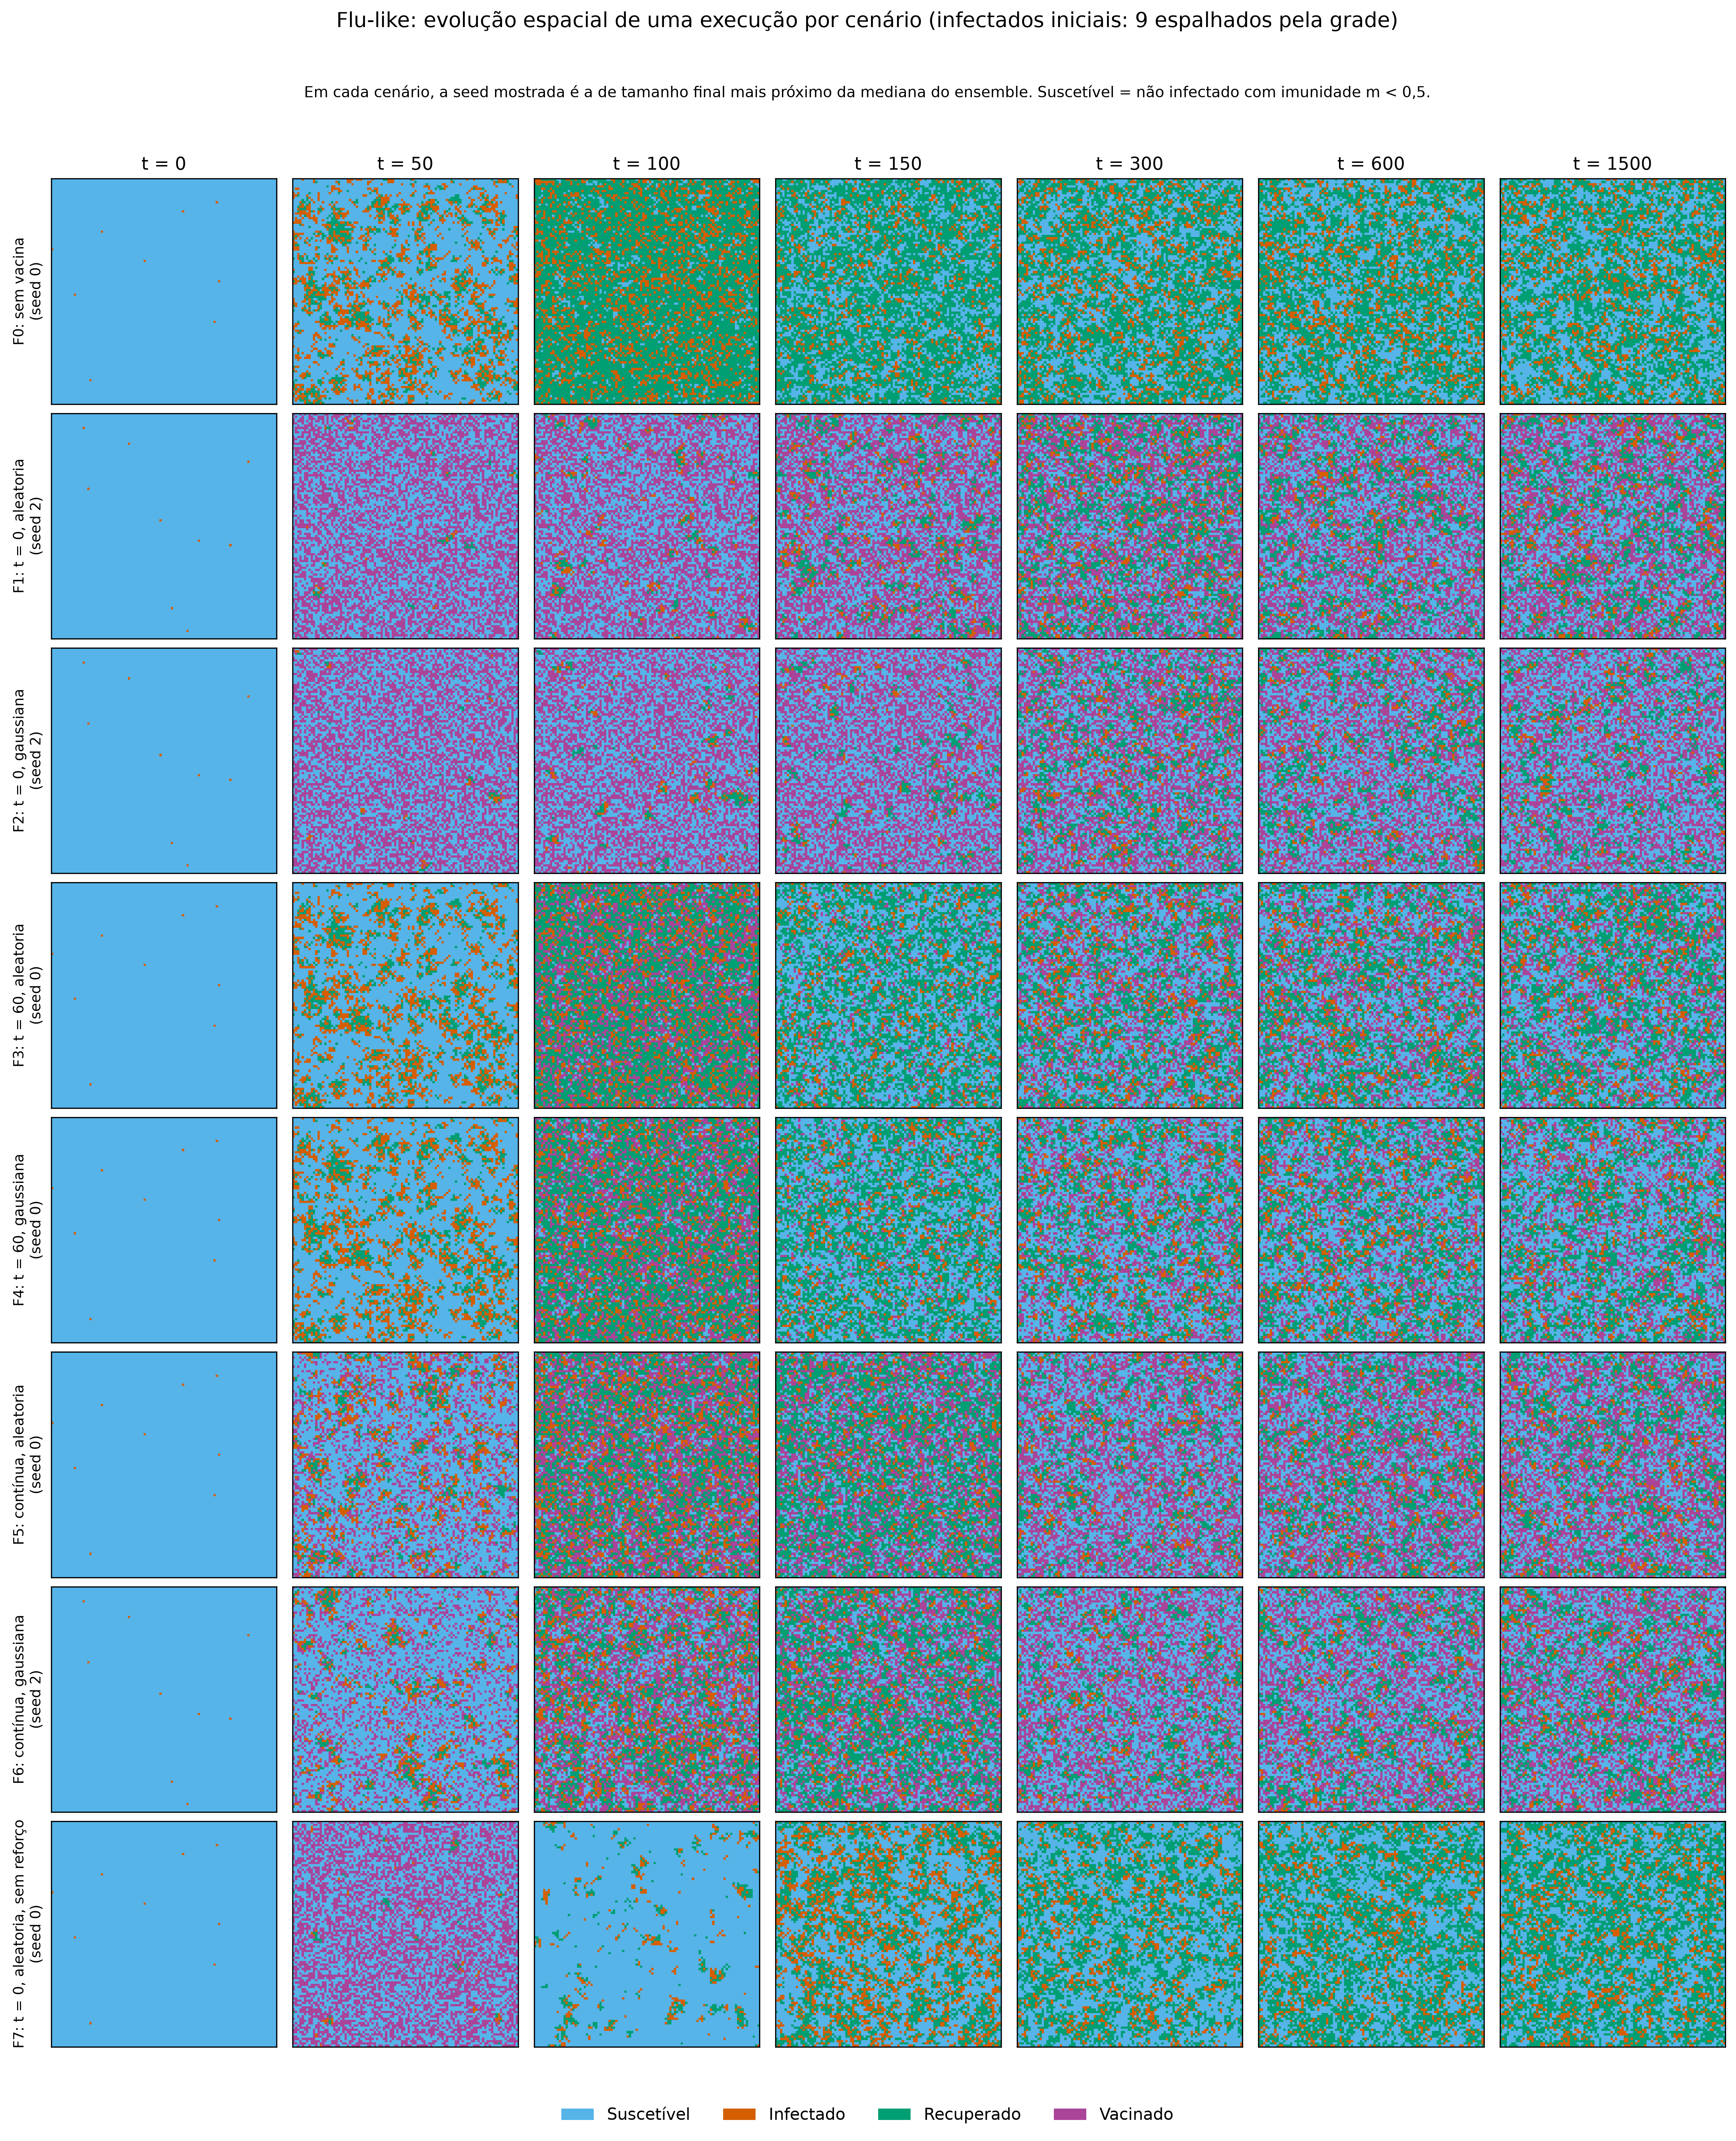 Flu-like: evolução espacial de uma execução por cenário (infectados iniciais: 9 espalhados pela grade)
Em cada cenário, a seed mostrada é a de tamanho final mais próximo da mediana do ensemble. Suscetível = não infectado com imunidade m < 0,5.
t = 0
t = 50
t = 100
t = 150
t = 300
t = 600
t = 1500
F0: sem vacina
(seed 0)
F1: t = 0, aleatoria
(seed 2)
F2: t = 0, gaussiana
(seed 2)
F3: t = 60, aleatoria
(seed 0)
F4: t = 60, gaussiana
(seed 0)
F5: contínua, aleatoria
(seed 0)
F6: contínua, gaussiana
(seed 2)
F7: t = 0, aleatoria, sem reforço
(seed 0)
Suscetível
Infectado
Recuperado
Vacinado